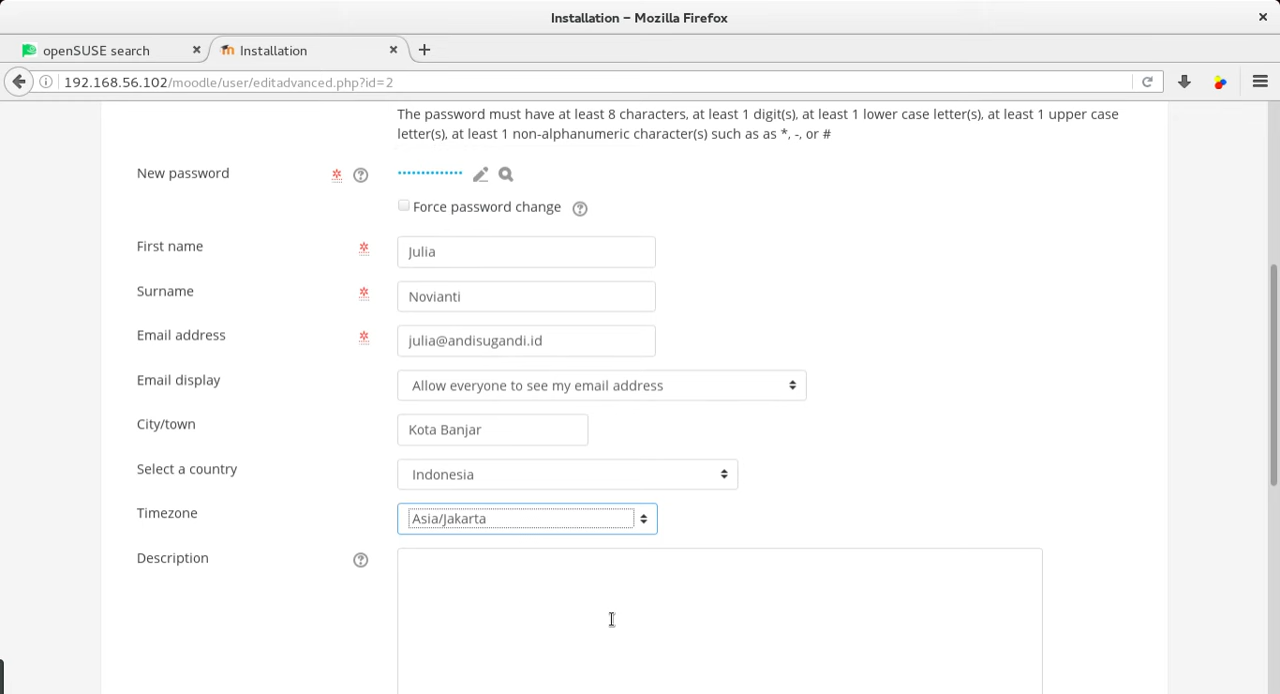 Installation – Mozilla Firefox
openSUSE search
Installation
192.168.56.102/moodle/user/editadvanced.php?id=2
The password must have at least 8 characters, at least 1 digit(s), at least 1 lower case letter(s), at least 1 upper case
letter(s), at least 1 non-alphanumeric character(s) such as as *, -, or #
New password
Force password change
First name
Julia
Surname
Novianti
Email address
julia@andisugandi.id
Email display
Allow everyone to see my email address
City/town
Kota Banjar
Select a country
Indonesia
Timezone
Asia/Jakarta
Description